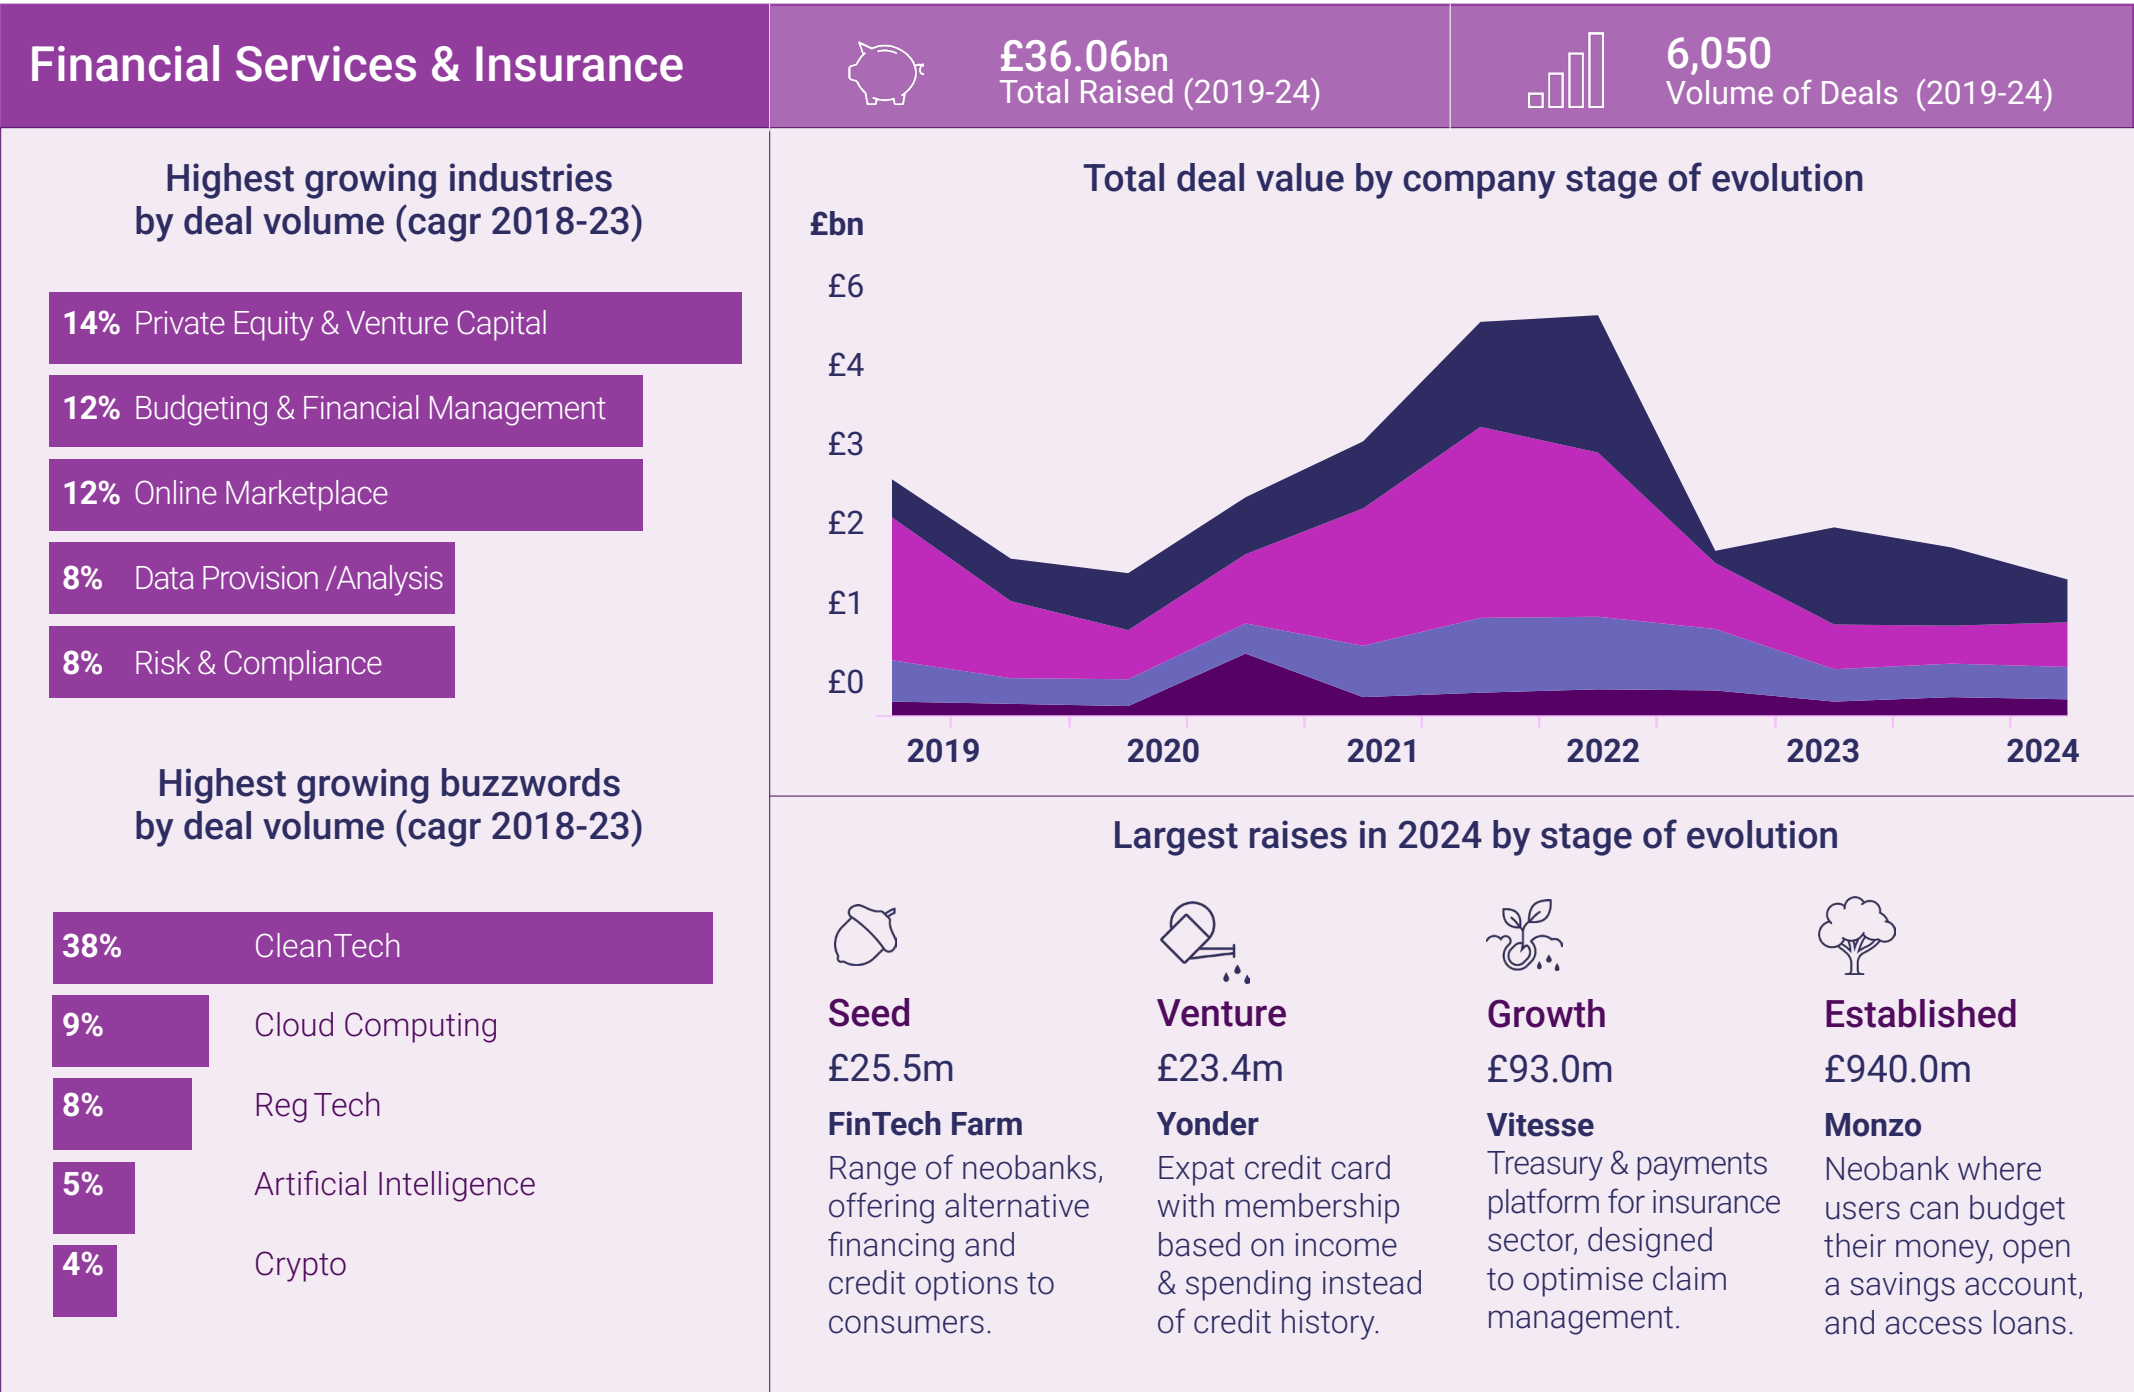 Financial Services & Insurance
£36.06bn
Total Raised (2019-24)
6,050
Volume of Deals (2019-24)
Highest growing industries
by deal volume (cagr 2018-23)
14% Private Equity & Venture Capital
12% Budgeting & Financial Management
12% Online Marketplace
8% Data Provision /Analysis
8% Risk & Compliance
Highest growing buzzwords
by deal volume (cagr 2018-23)
38% CleanTech
9% Cloud Computing
8% Reg Tech
5% Artificial Intelligence
4% Crypto
Total deal value by company stage of evolution
£bn
£6
£4
£3
£2
£1
£0
2019 2020 2021 2022 2023 2024
Largest raises in 2024 by stage of evolution
Seed
£25.5m
FinTech Farm
Range of neobanks,
offering alternative
financing and
credit options to
consumers.
Venture
£23.4m
Yonder
Expat credit card
with membership
based on income
& spending instead
of credit history.
Growth
£93.0m
Vitesse
Treasury & payments
platform for insurance
sector, designed
to optimise claim
management.
Established
£940.0m
Monzo
Neobank where
users can budget
their money, open
a savings account,
and access loans.